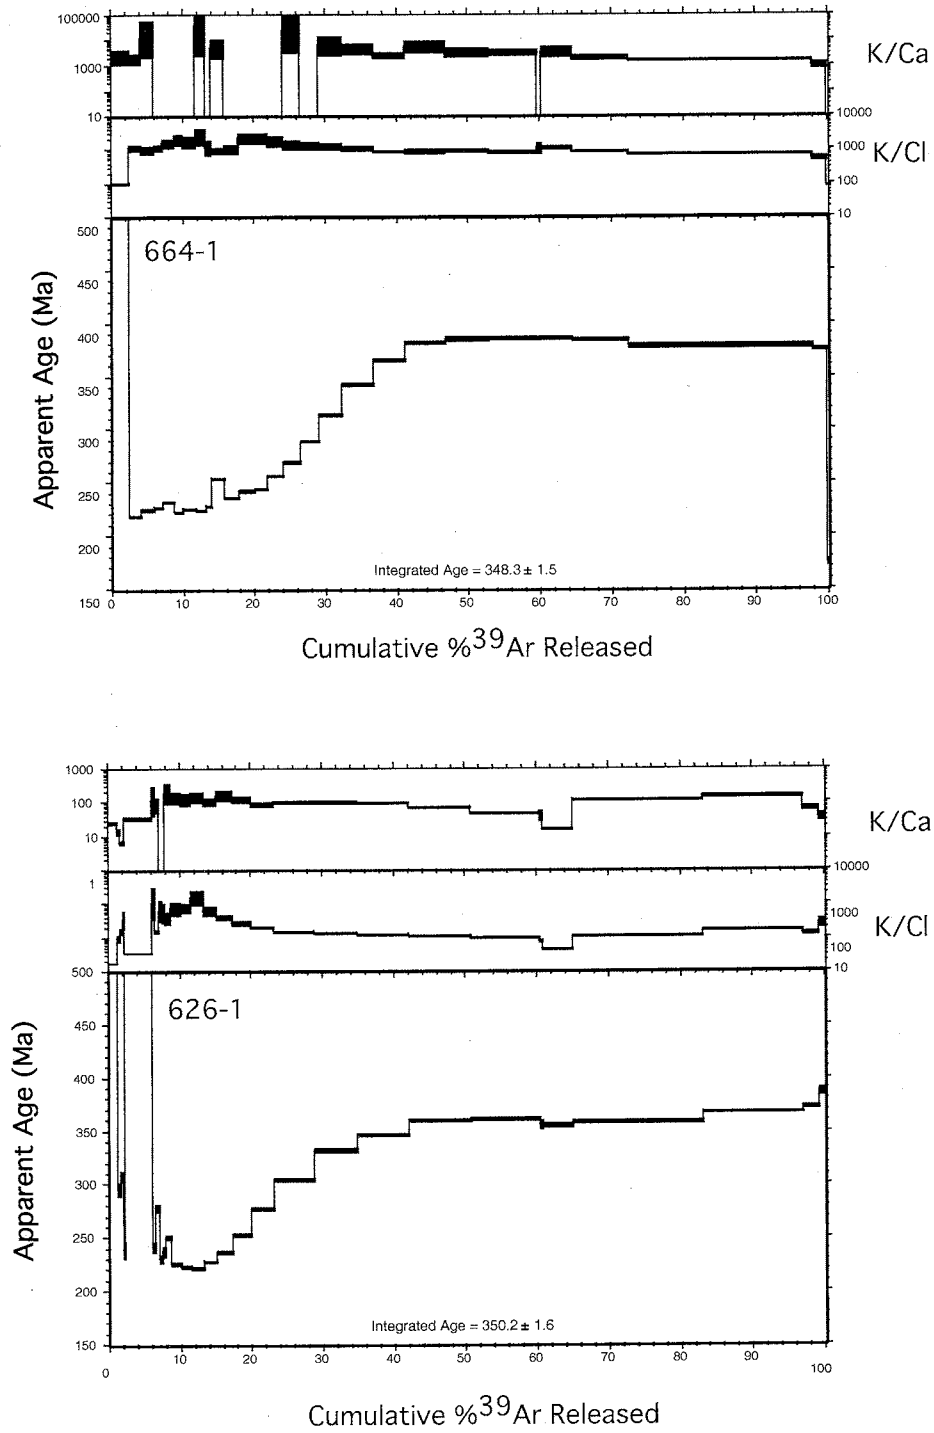 100000
1000
10
K/Ca
10000
1000
100
10
K/Cl
664-1
500
450
400
350
300
250
200
150
Apparent Age (Ma)
Integrated Age = 348.3 ± 1.5
0 10 20 30 40 50 60 70 80 90 100
Cumulative %39Ar Released
1000
100
10
1
K/Ca
10000
1000
100
10
K/Cl
626-1
500
450
400
350
300
250
200
150
Apparent Age (Ma)
Integrated Age = 350.2 ± 1.6
0 10 20 30 40 50 60 70 80 90 100
Cumulative %39Ar Released